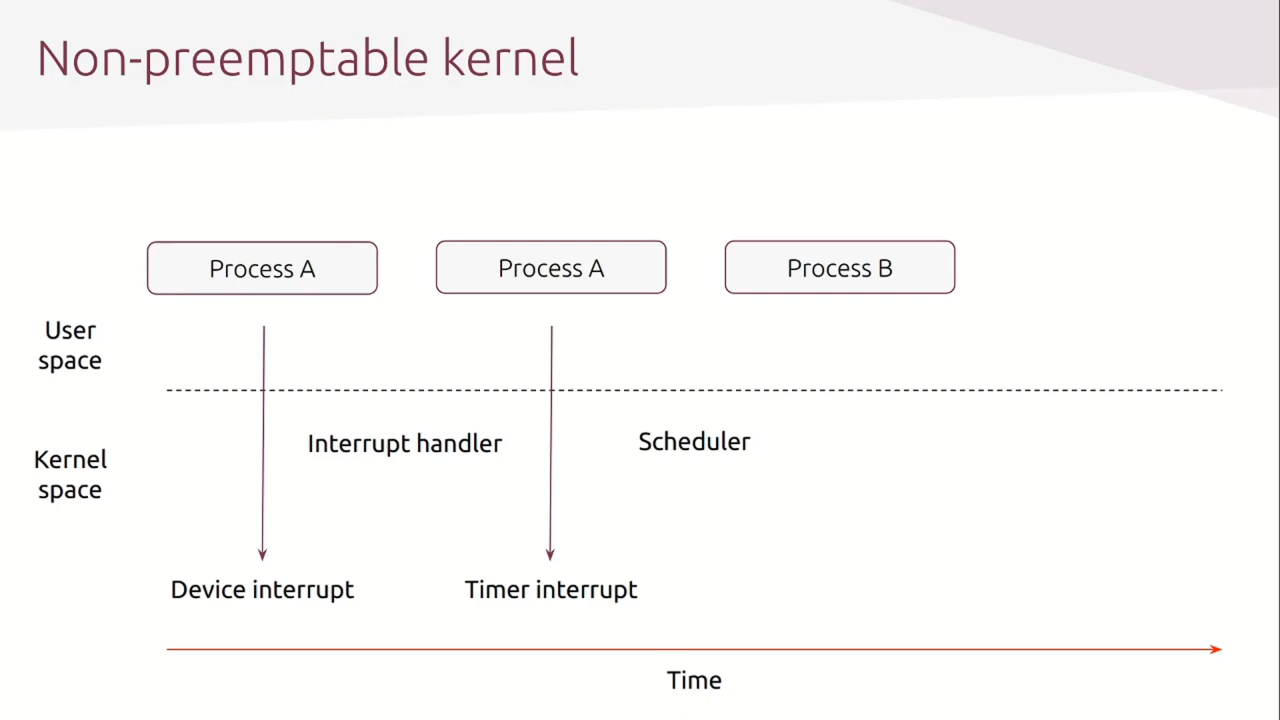 Non-preemptable kernel
Process A
Process A
Process B
User
space
Interrupt handler
Scheduler
Kernel
space
Device interrupt
Timer interrupt
Time